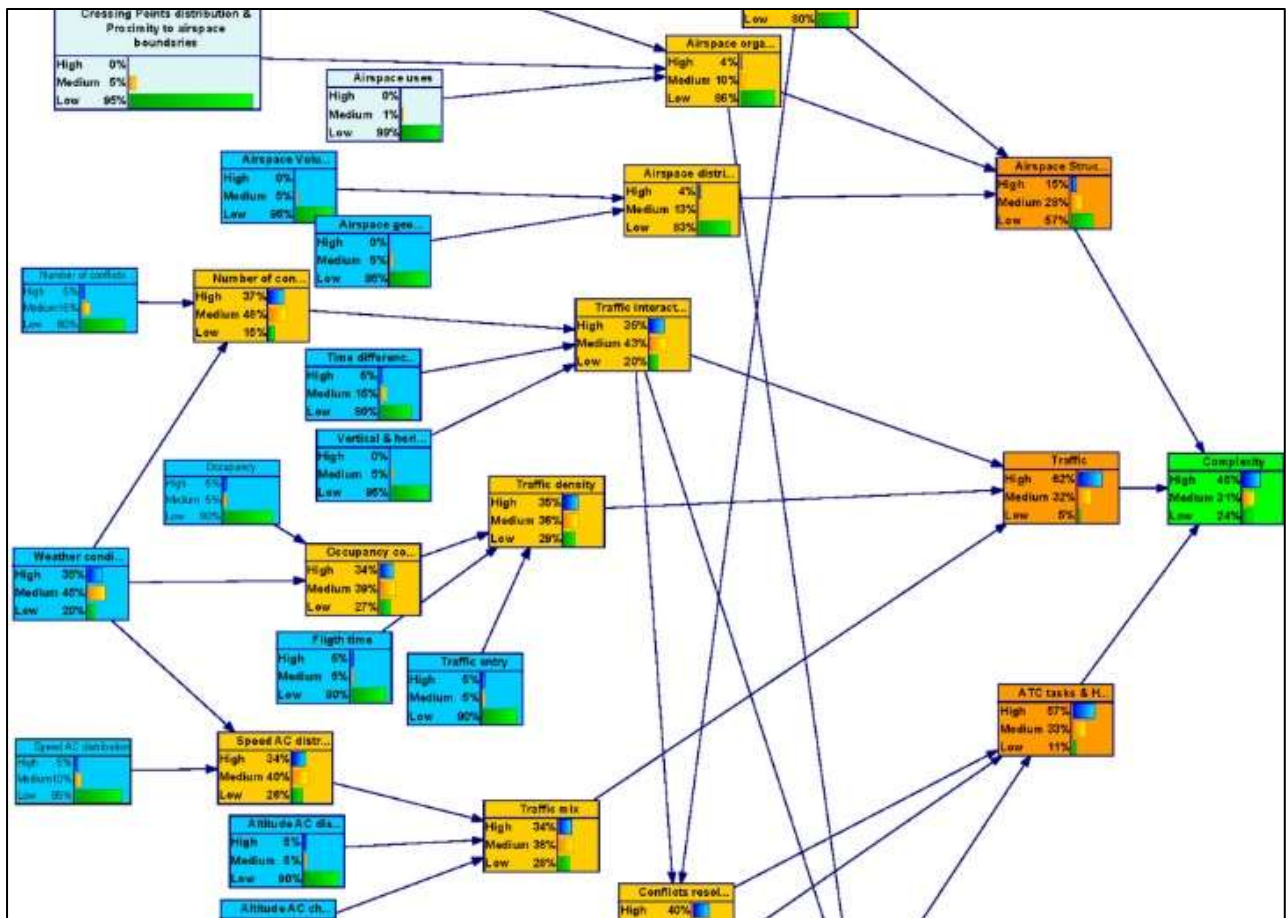 Low 80%
Crossing Points distribution &
Proximity to airspace
boundaries
High 0%
Medium 5%
Low 95%
Airspace orga...
High 4%
Medium 10%
Low 86%
Airspace uses
High 0%
Medium 1%
Low 99%
Airspace Volu...
High 0%
Medium 5%
Low 95%
Airspace distri...
High 4%
Medium 13%
Low 83%
Airspace Struc...
High 15%
Medium 28%
Low 57%
Airspace geo...
High 0%
Medium 5%
Low 95%
Number of conflicts
High 5%
Medium 15%
Low 80%
Number of con...
High 37%
Medium 48%
Low 15%
Traffic interact...
High 36%
Medium 43%
Low 20%
Time differenc...
High 5%
Medium 15%
Low 80%
Vertical & hori...
High 0%
Medium 5%
Low 95%
Occupancy
High 5%
Medium 5%
Low 90%
Traffic density
High 35%
Medium 36%
Low 29%
Traffic
High 62%
Medium 32%
Low 5%
Complexity
High
Medium 31%
Low 24%
Weather condi...
High 35%
Medium 45%
Low 20%
Occupancy co...
High 34%
Medium 39%
Low 27%
Fligth time
High 5%
Medium 5%
Low 90%
Traffic entry
High 5%
Medium 5%
Low 90%
ATC tasks & H...
High 57%
Medium 33%
Low 11%
Speed AC distribution
High 5%
Medium 10%
Low 85%
Speed AC distr...
High 34%
Medium 40%
Low 26%
Traffic mix
High 34%
Medium 38%
Low 28%
Altitude AC dis...
High 5%
Medium 5%
Low 90%
Altitude AC ch...
Conflicts resol...
High 40%